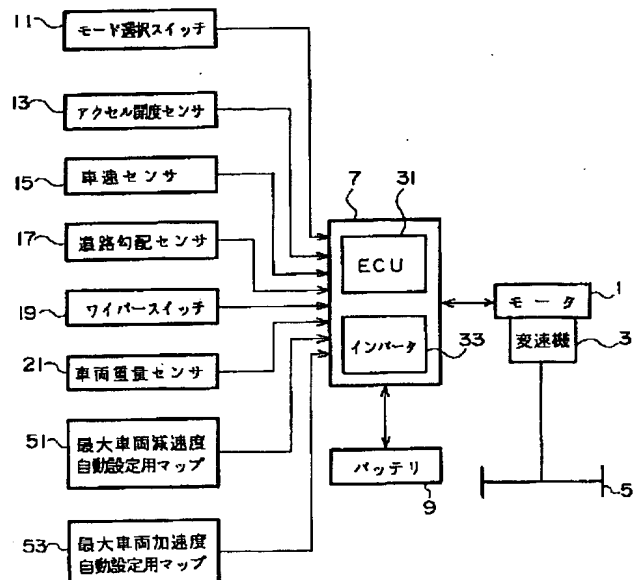 11
モード選択スイッチ
13
アクセル開度センサ
15
車速センサ
17
道路勾配センサ
19
ワイパースイッチ
21
車両重量センサ
51
最大車両減速度
自動設定用マップ
53
最大車両加速度
自動設定用マップ
7
31
ECU
インバータ
33
バッテリ
9
モータ
1
変速機
3
5